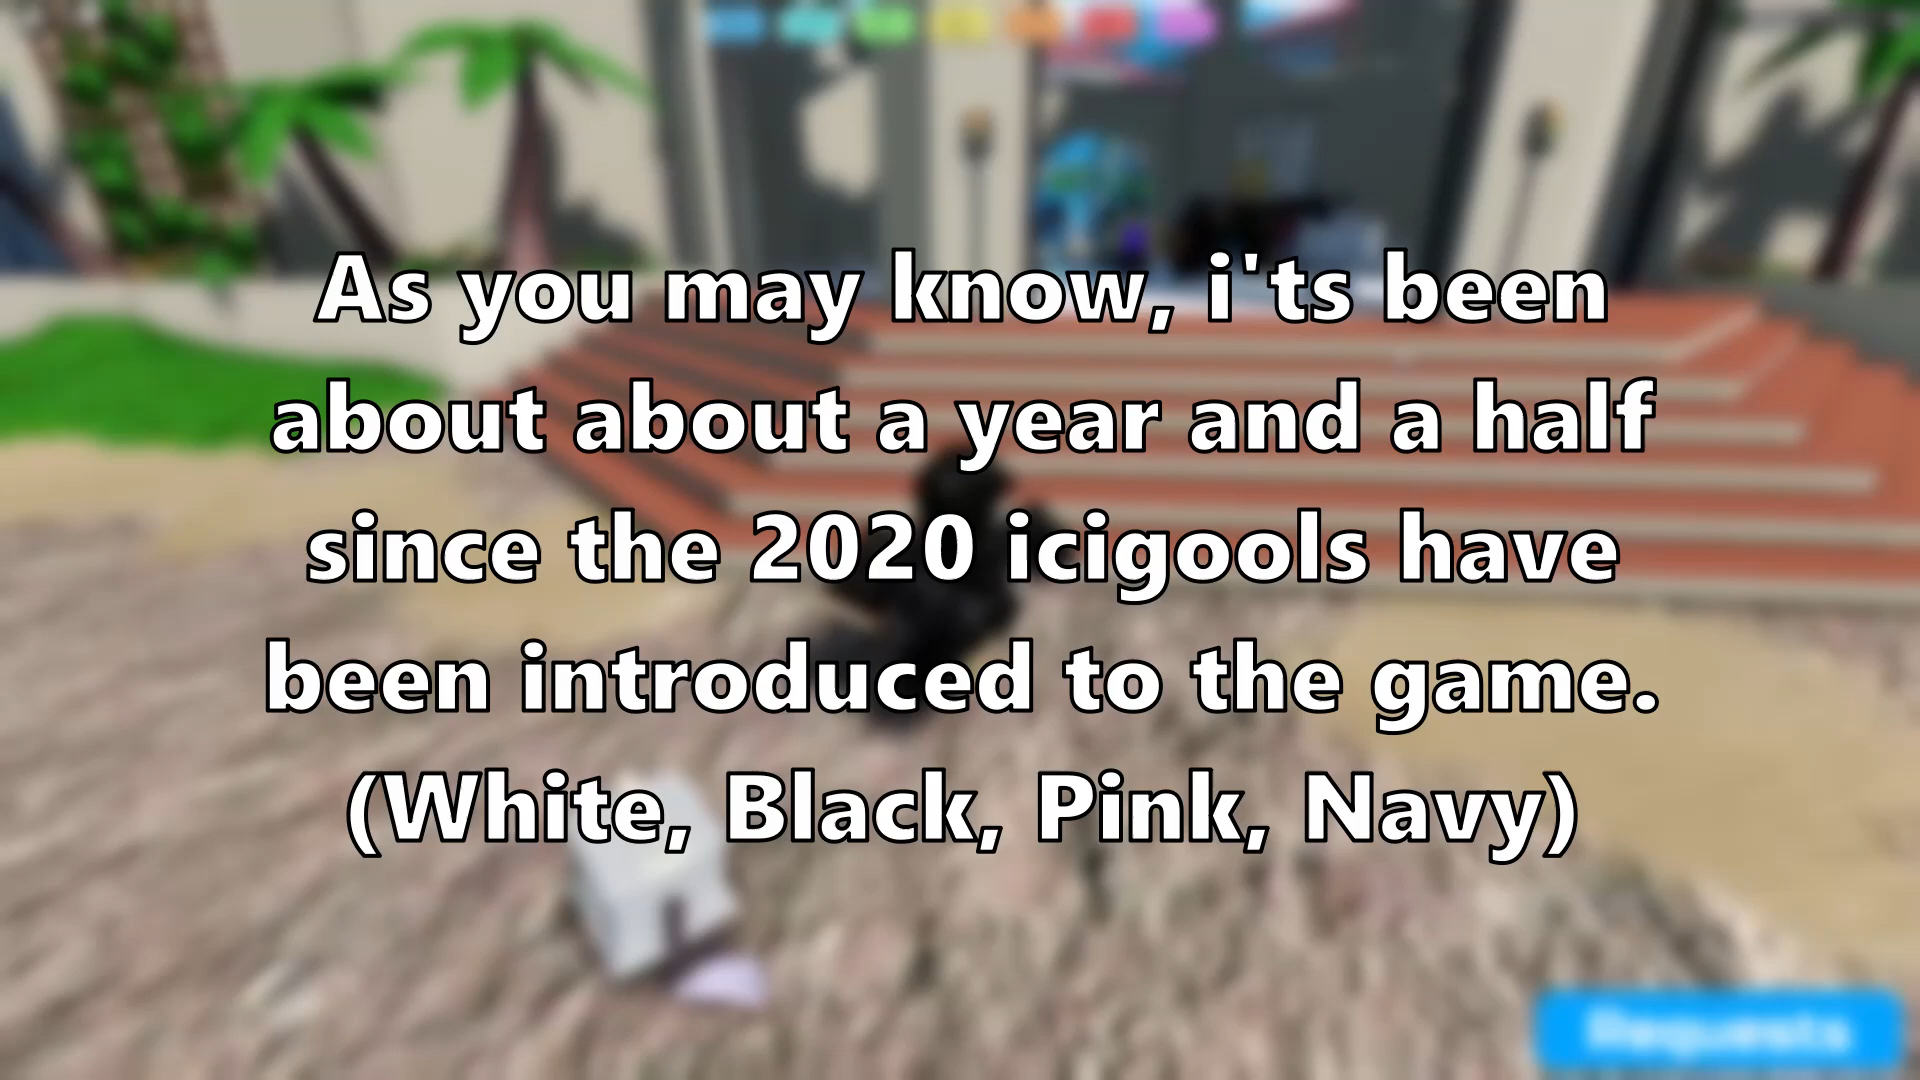 As you may know, i'ts been
about about a year and a half
since the 2020 icigools have
been introduced to the game.
(White, Black, Pink, Navy)
Requests